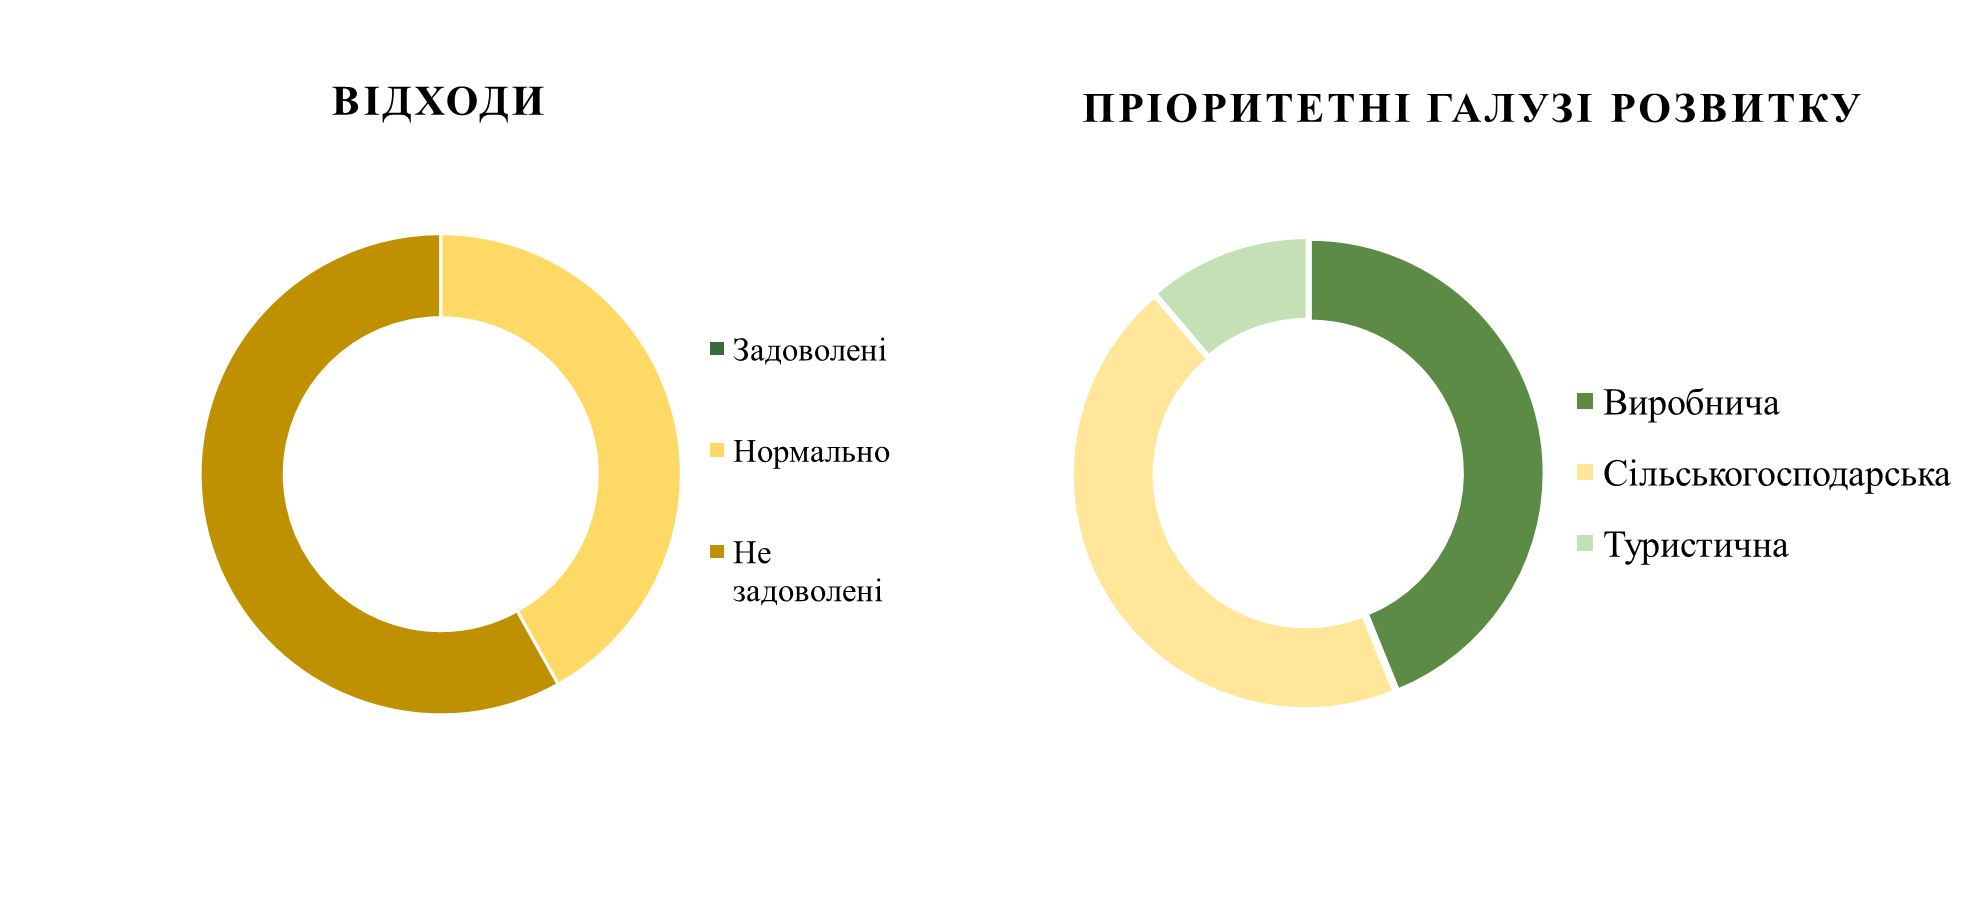 ВІДХОДИ
Задоволені
Нормально
Не
задоволені
ПРІОРИТЕТНІ ГАЛУЗІ РОЗВИТКУ
Виробнича
Сільськогосподарська
Туристична